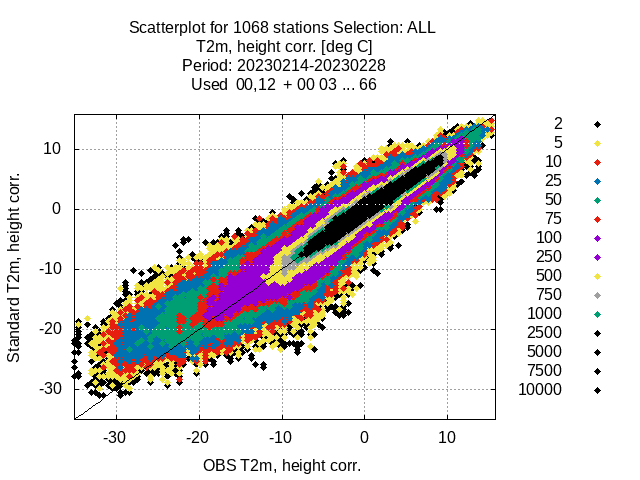 Scatterplot for 1068 stations Selection: ALL
T2m, height corr. [deg C]
Period: 20230214-20230228
Used 00,12 + 00 03 ... 66
2
5
10
25
50
75
100
250
500
750
1000
2500
5000
7500
10000
10
0
-10
-20
-30
Standard T2m, height corr.
-30 -20 -10 0 10
OBS T2m, height corr.